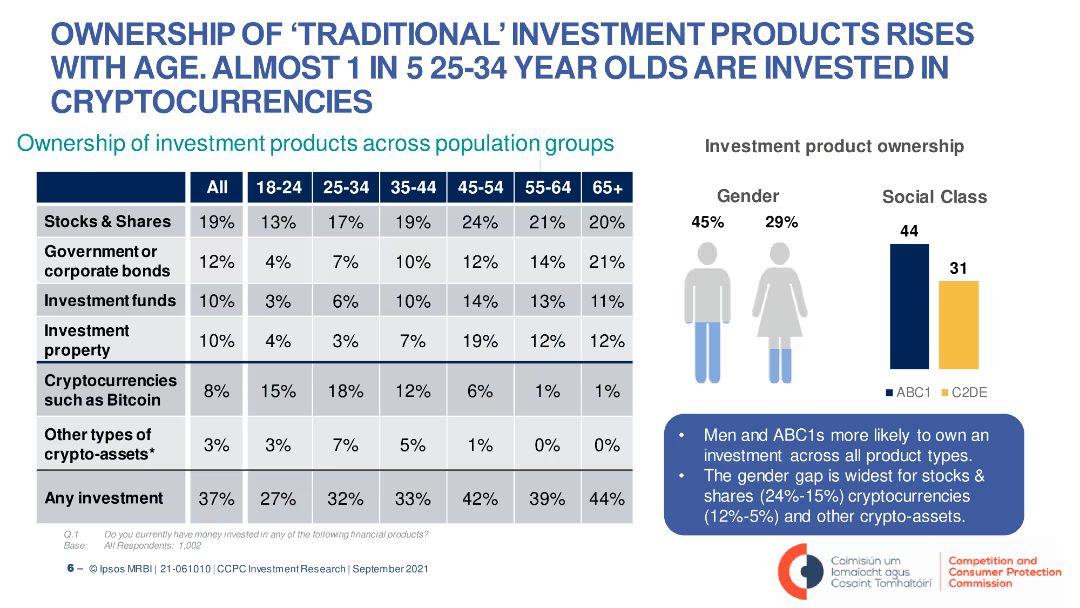 OWNERSHIP OF ‘TRADITIONAL’ INVESTMENT PRODUCTS RISES
WITH AGE. ALMOST 1 IN 5 25-34 YEAR OLDS ARE INVESTED IN
CRYPTOCURRENCIES
Ownership of investment products across population groups
All 18-24 25-34 35-44 45-54 55-64 65+
Stocks & Shares 19% 13% 17% 19% 24% 21% 20%
Government or
corporate bonds 12% 4% 7% 10% 12% 14% 21%
Investment funds 10% 3% 6% 10% 14% 13% 11%
Investment
property 10% 4% 3% 7% 19% 12% 12%
Cryptocurrencies
such as Bitcoin 8% 15% 18% 12% 6% 1% 1%
Other types of
crypto-assets* 3% 3% 7% 5% 1% 0% 0%
Any investment 37% 27% 32% 33% 42% 39% 44%
Q.1 Do you currently have money invested in any of the following financial products?
Base: All Respondents: 1,002
6 – © Ipsos MRBI | 21-061010 | CCPC Investment Research | September 2021
Investment product ownership
Gender
45% 29%
Social Class
44
31
ABC1 C2DE
• Men and ABC1s more likely to own an
investment across all product types.
• The gender gap is widest for stocks &
shares (24%-15%) cryptocurrencies
(12%-5%) and other crypto-assets.
Coimisiún um
Iomaíocht agus
Cosaint Tomhaltóirí
Competition and
Consumer Protection
Commission